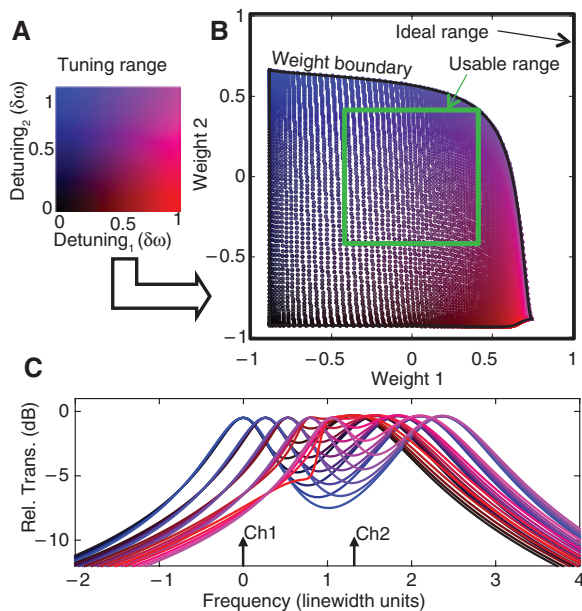 A
Tuning range
1
0.5
0
0
0.5
1
Detuning₂ (δω)
Detuning₁ (δω)
B
Ideal range
Weight boundary
Usable range
1
0.5
0
−0.5
−1
Weight 2
−1
−0.5
0
0.5
1
Weight 1
C
0
−5
−10
Rel. Trans. (dB)
Ch1
Ch2
−2
−1
0
1
2
3
4
Frequency (linewidth units)